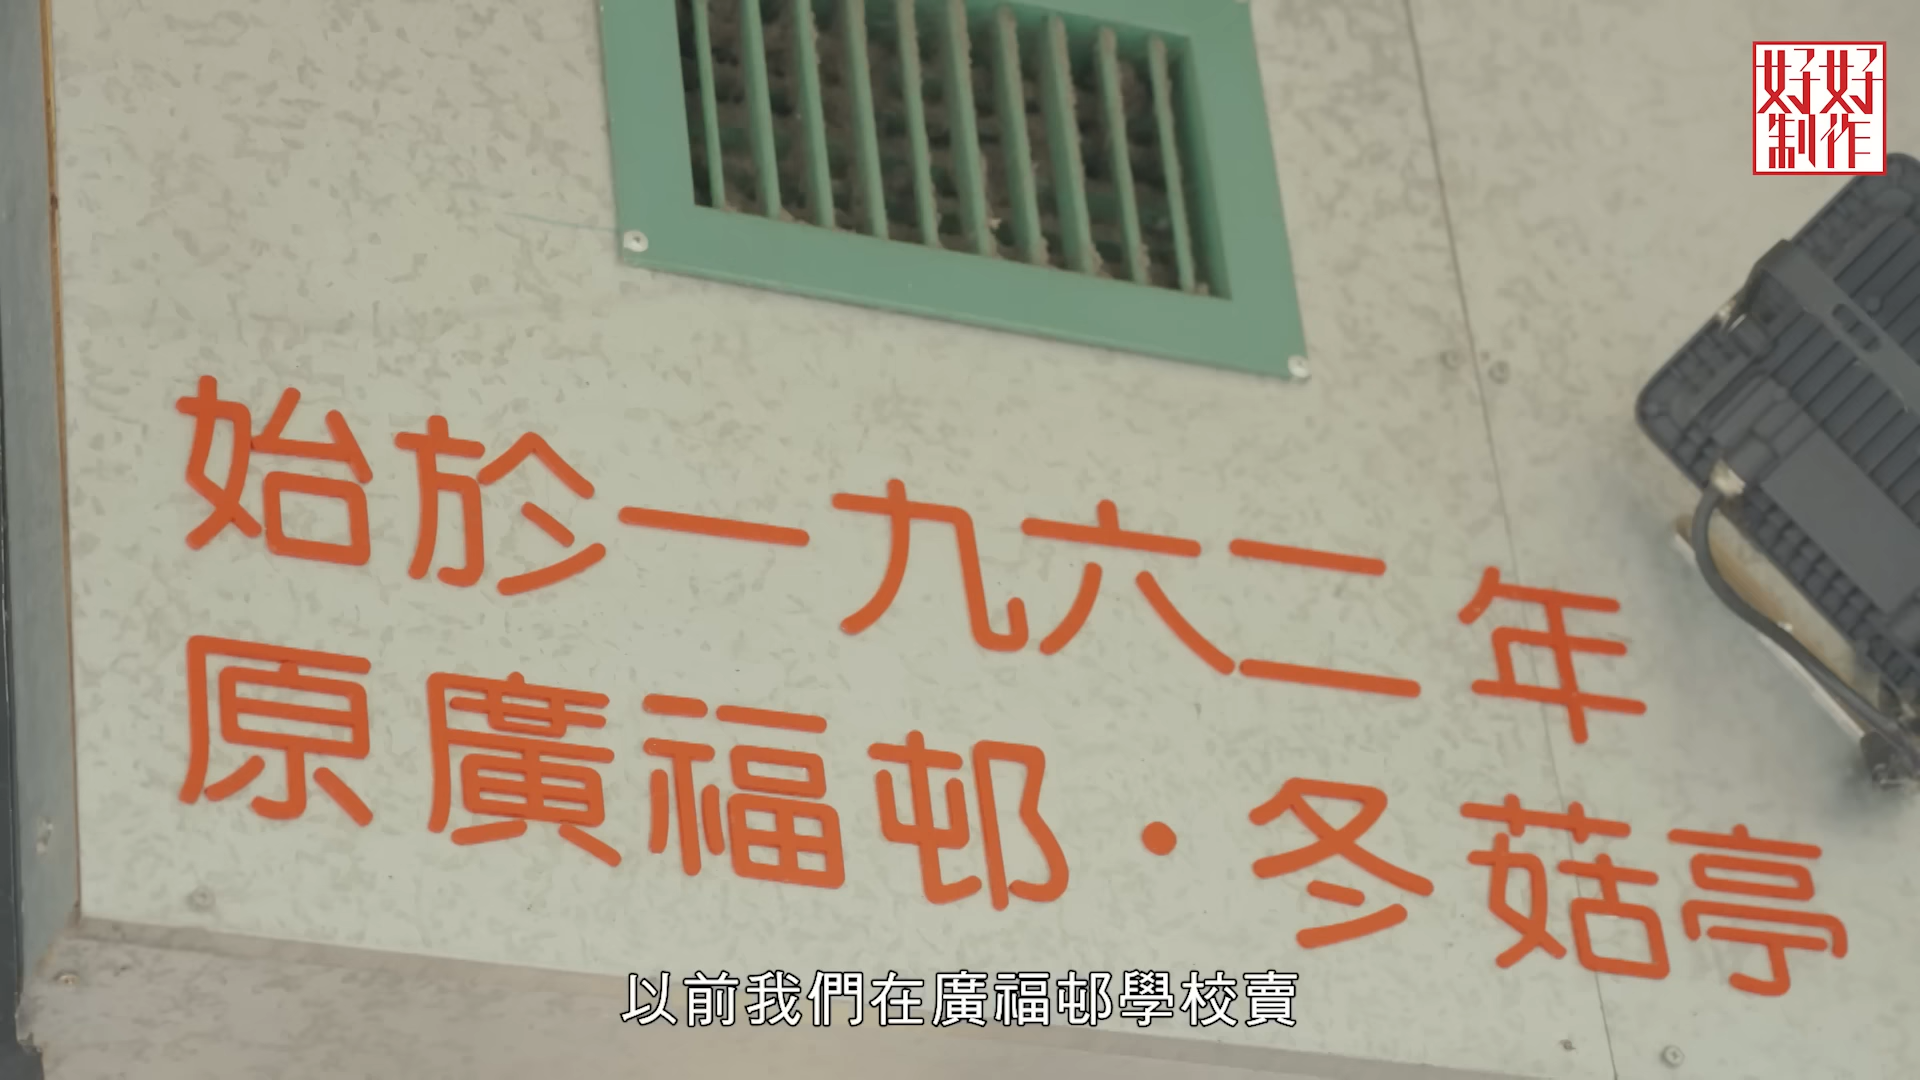 好好
制作
始於一九六二年
原廣福邨·冬菇亭
以前我們在廣福邨學校賣